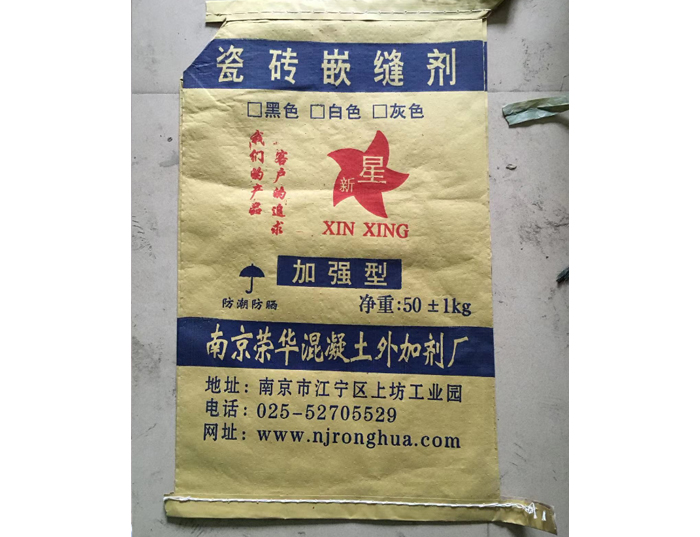 瓷砖嵌缝剂
□黑色 □白色 □灰色
我们的产品
客户的追求
新星
XIN XING
加强型
防潮防晒
净重:50±1kg
南京荣华混凝土外加剂厂
地址: 南京市江宁区上坊工业园
电话: 025-52705529
网址: www.njronghua.com